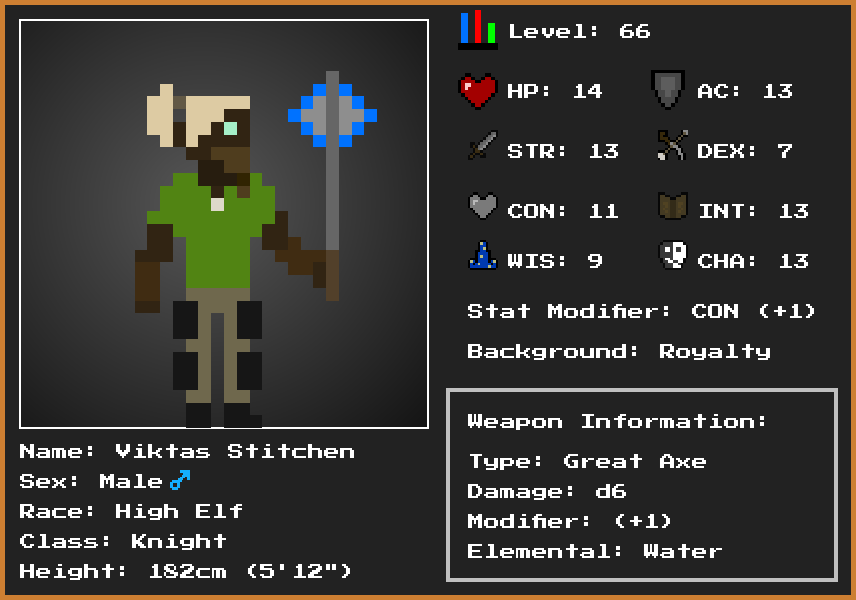 Level: 66
HP: 14
AC: 13
STR: 13
DEX: 7
CON: 11
INT: 13
WIS: 9
CHA: 13
Stat Modifier: CON (+1)
Background: Royalty
Weapon Information:
Type: Great Axe
Damage: d6
Modifier: (+1)
Elemental: Water
Name: Viktas Stitchen
Sex: Male♂
Race: High Elf
Class: Knight
Height: 182cm (5'12")